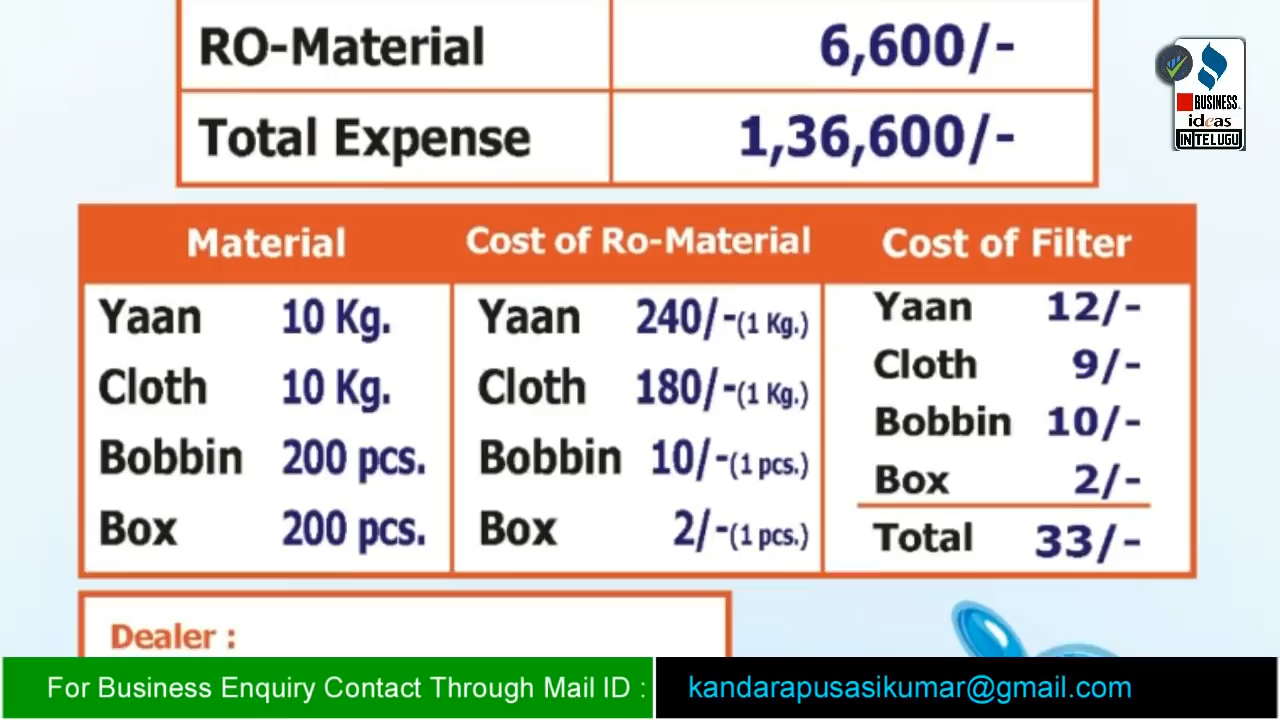 RO-Material 6,600/-
Total Expense 1,36,600/-
BUSINESS
ideas
IN TELUGU
Material Cost of Ro-Material Cost of Filter
Yaan 10 Kg. Yaan 240/-(1 Kg.) Yaan 12/-
Cloth 10 Kg. Cloth 180/-(1 Kg.) Cloth 9/-
Bobbin 200 pcs. Bobbin 10/-(1 pcs.) Bobbin 10/-
Box 200 pcs. Box 2/-(1 pcs.) Box 2/-
Total 33/-
Dealer :
For Business Enquiry Contact Through Mail ID : kandarapusasikumar@gmail.com